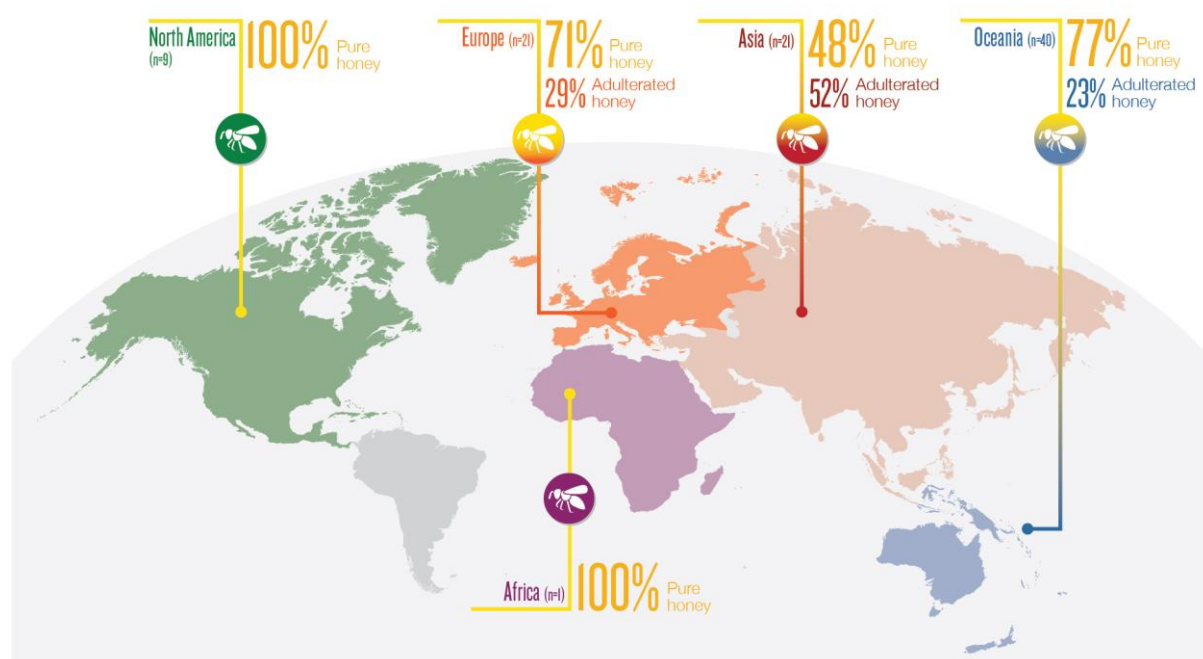 North America
(n=9)
100% Pure
honey
Europe (n=21)
71% Pure
honey
29% Adulterated
honey
Asia (n=21)
48% Pure
honey
52% Adulterated
honey
Oceania (n=40)
77% Pure
honey
23% Adulterated
honey
Africa (n=1)
100% Pure
honey